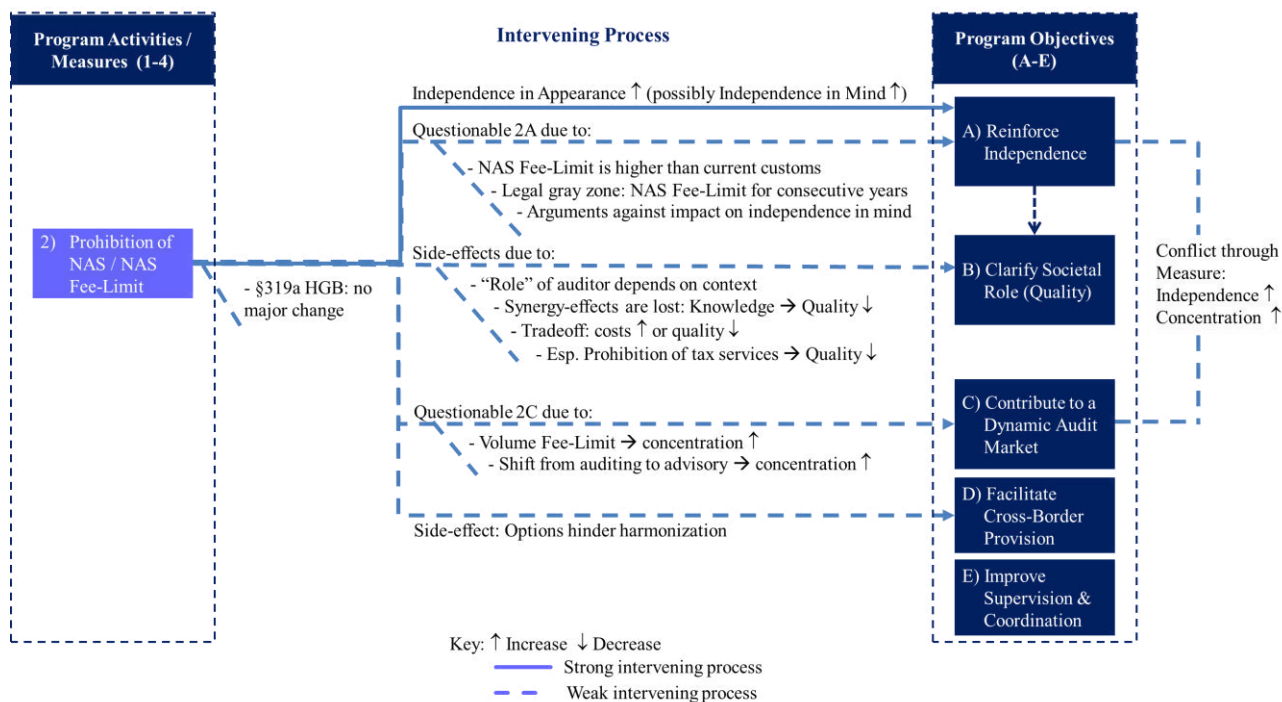 Program Activities /
Measures (1-4)
Intervening Process
Program Objectives
(A-E)
2) Prohibition of
NAS / NAS
Fee-Limit
- §319a HGB: no
major change
Independence in Appearance ↑ (possibly Independence in Mind ↑)
Questionable 2A due to:
- NAS Fee-Limit is higher than current customs
- Legal gray zone: NAS Fee-Limit for consecutive years
- Arguments against impact on independence in mind
Side-effects due to:
- “Role” of auditor depends on context
- Synergy-effects are lost: Knowledge → Quality ↓
- Tradeoff: costs ↑ or quality ↓
- Esp. Prohibition of tax services → Quality ↓
Questionable 2C due to:
- Volume Fee-Limit → concentration ↑
- Shift from auditing to advisory → concentration ↑
Side-effect: Options hinder harmonization
A) Reinforce
Independence
B) Clarify Societal
Role (Quality)
C) Contribute to a
Dynamic Audit
Market
D) Facilitate
Cross-Border
Provision
E) Improve
Supervision &
Coordination
Conflict through
Measure:
Independence ↑
Concentration ↑
Key: ↑ Increase ↓ Decrease
Strong intervening process
Weak intervening process